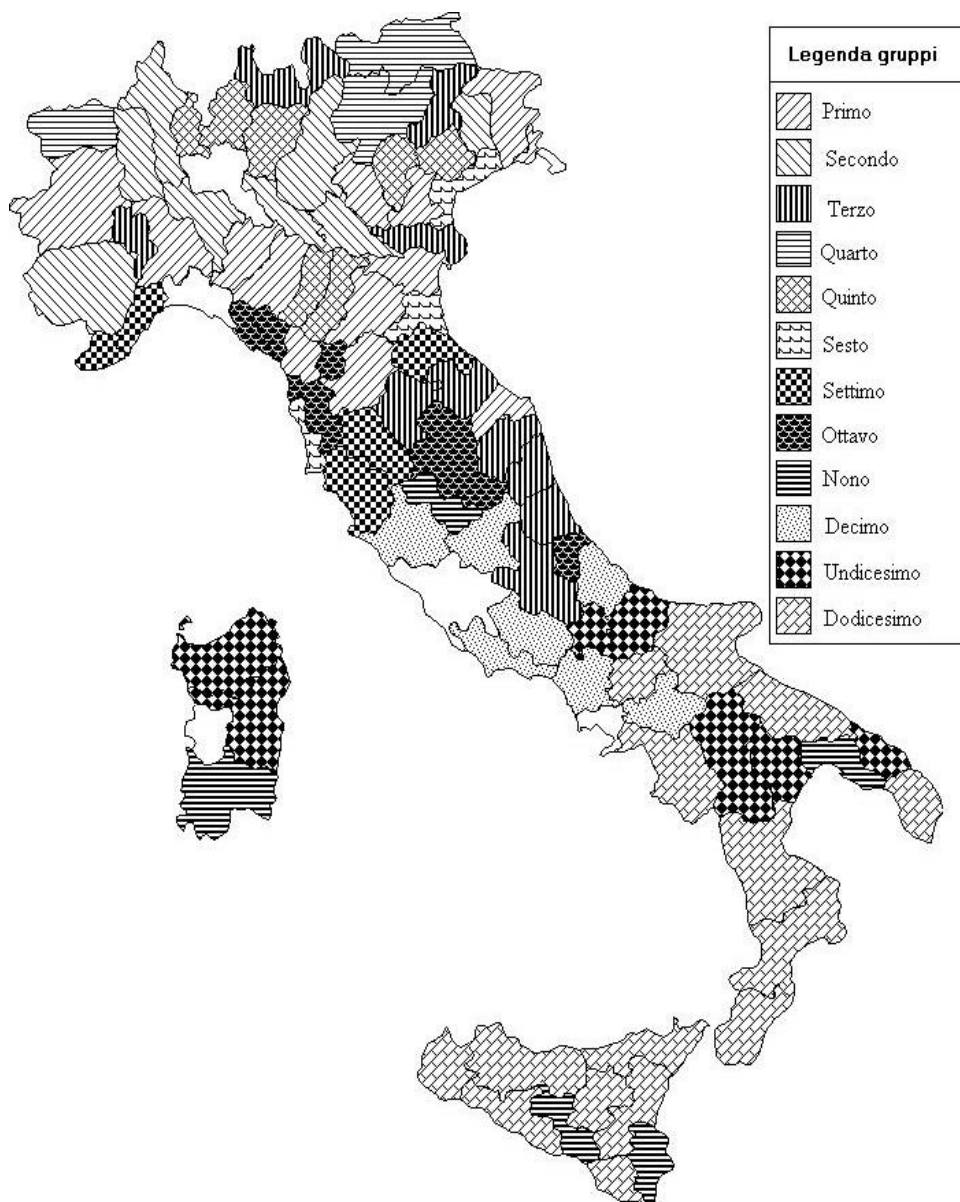 Legenda gruppi
Primo
Secondo
Terzo
Quarto
Quinto
Sesto
Settimo
Ottavo
Nono
Decimo
Undicesimo
Dodicesimo